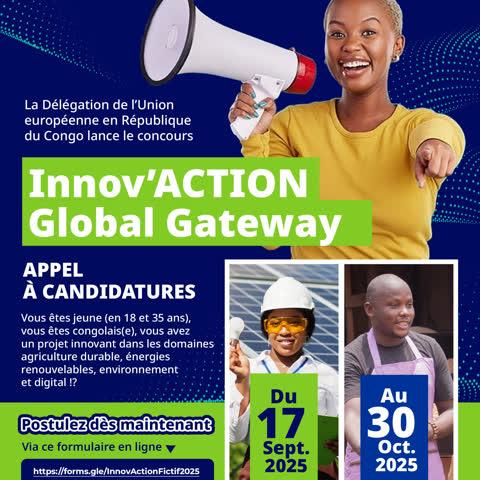 La Délégation de l'Union
européenne en République
du Congo lance le concours
Innov'ACTION
Global Gateway
APPEL
À CANDIDATURES
Vous êtes jeune (en 18 et 35 ans),
vous êtes congolais(e), vous avez
un projet innovant dans les domaines
agriculture durable, énergies
renouvelables, environnement
et digital !?
Postulez dès maintenant
Via ce formulaire en ligne
https://forms.gle/InnovActionFictif2025
Du
17
Sept.
2025
Au
30
Oct.
2025